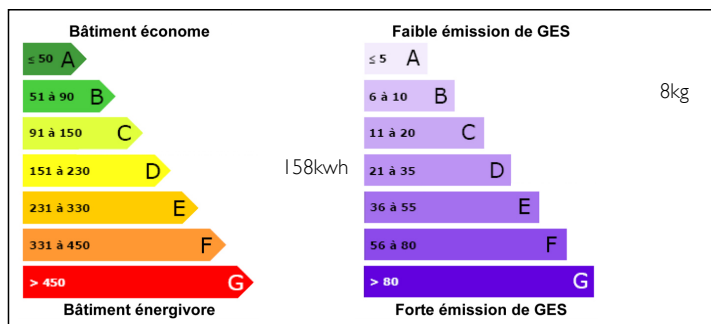 Bâtiment économe
≤ 50 A
51 à 90 B
91 à 150 C
151 à 230 D
158kwh
231 à 330 E
331 à 450 F
> 450 G
Bâtiment énergivore
Faible émission de GES
≤ 5 A
6 à 10 B
8kg
11 à 20 C
21 à 35 D
36 à 55 E
56 à 80 F
> 80 G
Forte émission de GES